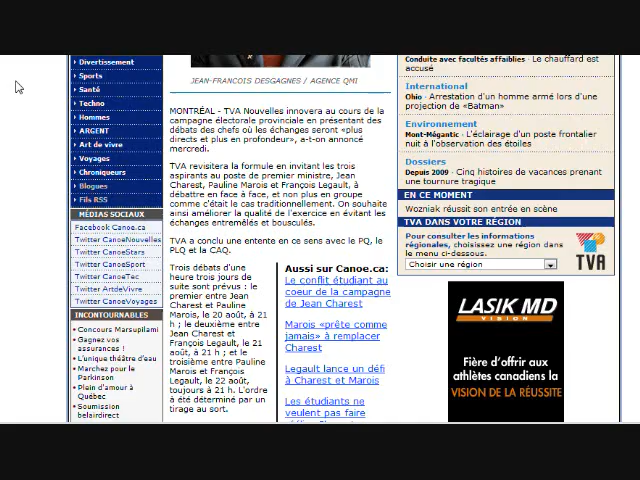 Divertissement
Sports
Santé
Techno
Hommes
ARGENT
Art de vivre
Voyages
Chroniqueurs
Blogues
Fils RSS
MÉDIAS SOCIAUX
Facebook Canoe.ca
Twitter CanoeNouvelles
Twitter CanoeStars
Twitter CanoeSport
Twitter CanoeTec
Twitter ArtdeVivre
Twitter CanoeVoyages
INCONTOURNABLES
Concours Marsupilami
Gagnez vos
assurances !
L'unique théâtre d'eau
Marchez pour le
Parkinson
Plein d'amour à
Québec
Soumission
belairdirect
JEAN-FRANCOIS DESGAGNES / AGENCE QMI
MONTRÉAL - TVA Nouvelles innovera au cours de la
campagne électorale provinciale en présentant des
débats des chefs où les échanges seront «plus
directs et plus en profondeur», a-t-on annoncé
mercredi.
TVA revisitera la formule en invitant les trois
aspirants au poste de premier ministre, Jean
Charest, Pauline Marois et François Legault, à
débattre en face à face, et non plus en groupe
comme c'était le cas traditionnellement. On souhaite
ainsi améliorer la qualité de l'exercice en évitant les
échanges entremêlés et bousculés.
TVA a conclu une entente en ce sens avec le PQ, le
PLQ et la CAQ.
Trois débats d'une
heure trois jours de
suite sont prévus : le
premier entre Jean
Charest et Pauline
Marois, le 20 août, à 21
h ; le deuxième entre
Jean Charest et
François Legault, le 21
août, à 21 h ; et le
troisième entre Pauline
Marois et François
Legault, le 22 août,
toujours à 21 h. L'ordre
a été déterminé par un
tirage au sort.
Aussi sur Canoe.ca:
Le conflit étudiant au
coeur de la campagne
de Jean Charest
Marois «prête comme
jamais» à remplacer
Charest
Legault lance un défi
à Charest et Marois
Les étudiants ne
veulent pas faire
Conduite avec facultés affaiblies - Le chauffard est
accusé
International
Ohio - Arrestation d'un homme armé lors d'une
projection de «Batman»
Environnement
Mont-Mégantic - L'éclairage d'un poste frontalier
nuit à l'observation des étoiles
Dossiers
Depuis 2009 - Cinq histoires de vacances prenant
une tournure tragique
EN CE MOMENT
Wozniak réussit son entrée en scène
TVA DANS VOTRE RÉGION
Pour consulter les informations
régionales, choisissez une région dans
le menu ci-dessous.
Choisir une région
TVA
LASIK MD
VISION
Fière d'offrir aux
athlètes canadiens la
VISION DE LA RÉUSSITE